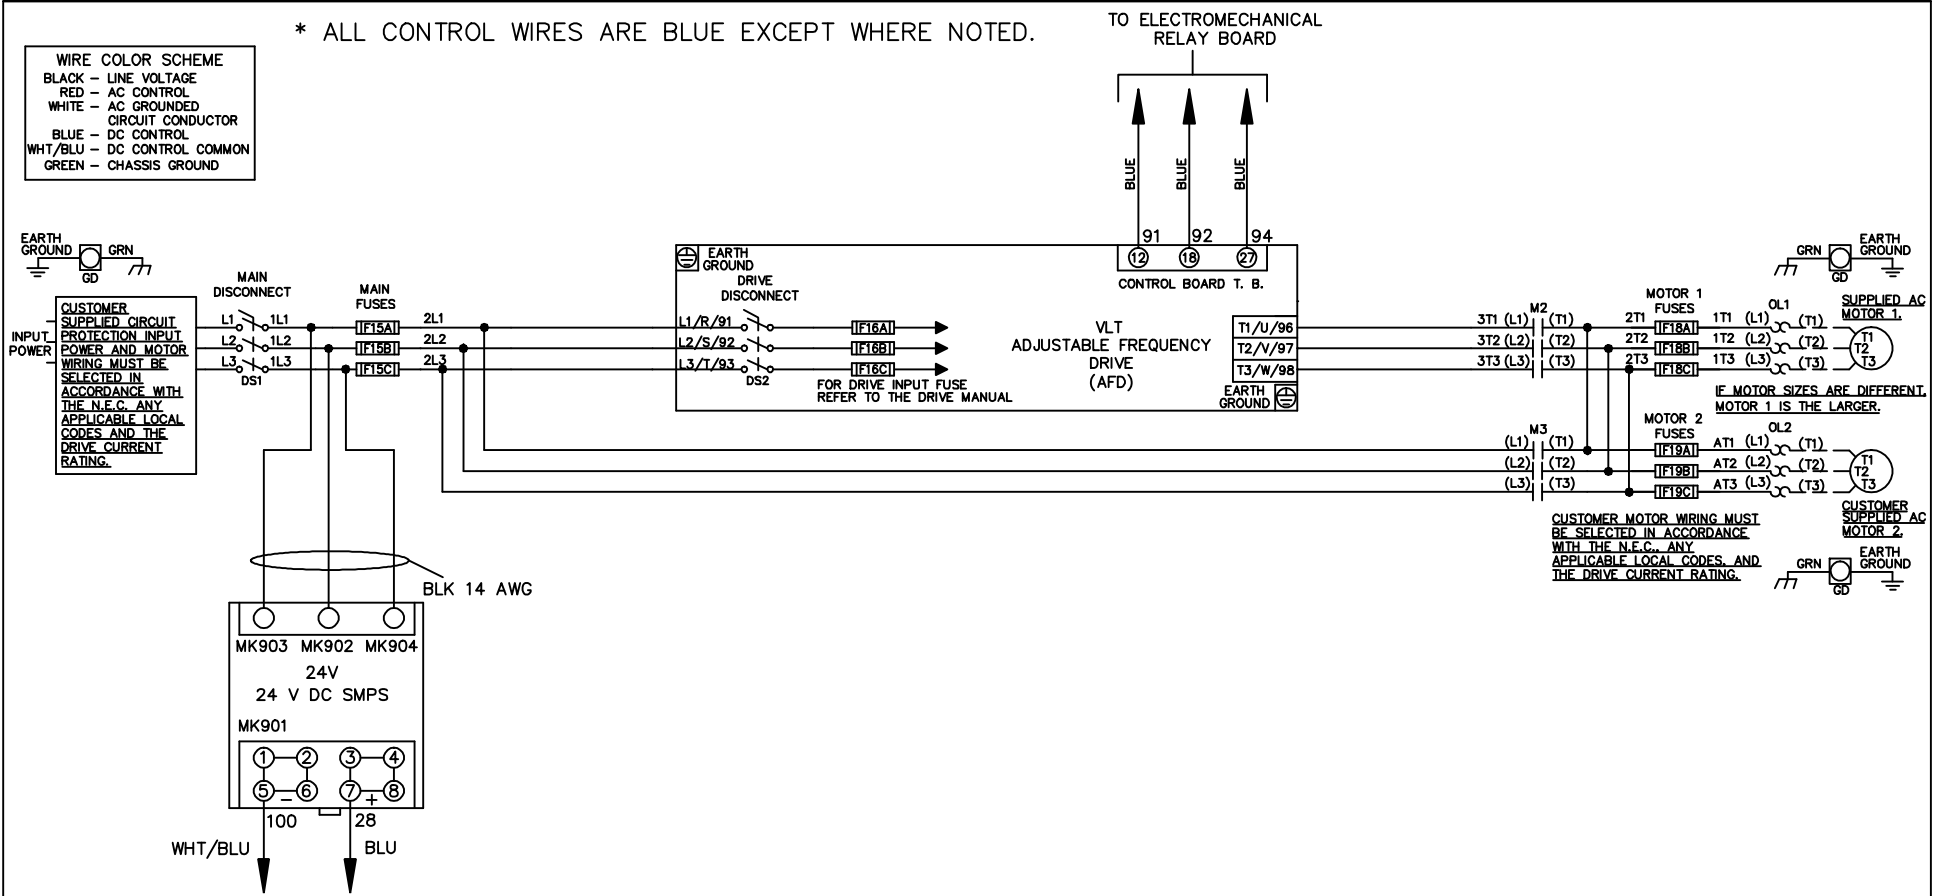 * ALL CONTROL WIRES ARE BLUE EXCEPT WHERE NOTED.
TO ELECTROMECHANICAL
RELAY BOARD
WIRE COLOR SCHEME
BLACK – LINE VOLTAGE
RED – AC CONTROL
WHITE – AC GROUNDED
CIRCUIT CONDUCTOR
BLUE – DC CONTROL
WHT/BLU – DC CONTROL COMMON
GREEN – CHASSIS GROUND
BLUE
BLUE
BLUE
91 92 94
12 18 27
CONTROL BOARD T. B.
EARTH
GROUND
GRN
GD
INPUT
POWER
CUSTOMER
SUPPLIED CIRCUIT
PROTECTION INPUT
POWER AND MOTOR
WIRING MUST BE
SELECTED IN
ACCORDANCE WITH
THE N.E.C. ANY
APPLICABLE LOCAL
CODES AND THE
DRIVE CURRENT
RATING.
MAIN
DISCONNECT
L1 1L1
L2 1L2
L3 1L3
DS1
MAIN
FUSES
F15A 2L1
F15B 2L2
F15C 2L3
EARTH
GROUND
DRIVE
DISCONNECT
L1/R/91
L2/S/92
L3/T/93
DS2
F16A
F16B
F16C
FOR DRIVE INPUT FUSE
REFER TO THE DRIVE MANUAL
VLT
ADJUSTABLE FREQUENCY
DRIVE
(AFD)
T1/U/96
T2/V/97
T3/W/98
EARTH
GROUND
M2
3T1 (L1) (T1)
3T2 (L2) (T2)
3T3 (L3) (T3)
MOTOR 1
FUSES
2T1 F18A 1T1 (L1) (T1)
2T2 F18B 1T2 (L2) (T2)
2T3 F18C 1T3 (L3) (T3)
OL1
GRN
GD
EARTH
GROUND
SUPPLIED AC
MOTOR 1.
T1
T2
T3
IF MOTOR SIZES ARE DIFFERENT,
MOTOR 1 IS THE LARGER.
M3
(L1) (T1)
(L2) (T2)
(L3) (T3)
MOTOR 2
FUSES
F19A AT1 (L1) (T1)
F19B AT2 (L2) (T2)
F19C AT3 (L3) (T3)
OL2
T1
T2
T3
CUSTOMER
SUPPLIED AC
MOTOR 2.
CUSTOMER MOTOR WIRING MUST
BE SELECTED IN ACCORDANCE
WITH THE N.E.C., ANY
APPLICABLE LOCAL CODES, AND
THE DRIVE CURRENT RATING.
GRN
GD
EARTH
GROUND
BLK 14 AWG
MK903 MK902 MK904
24V
24 V DC SMPS
MK901
1 2 3 4
5 6 7 8
– +
100 28
WHT/BLU BLU